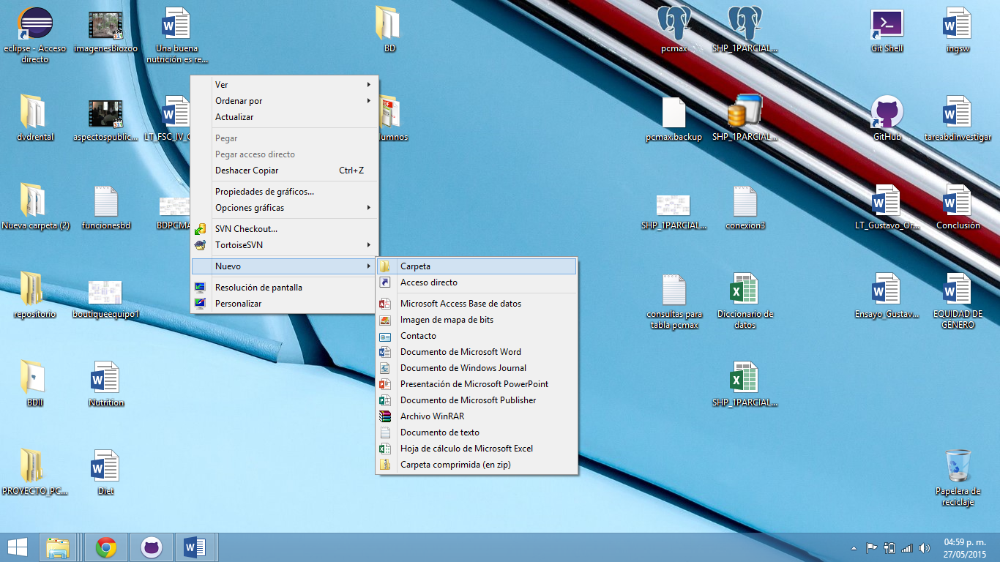 eclipse - Acceso
directo
imagenesBiozoo
Una buena
nutrición es re...
BD
pcmax
SHP_1PARCIAL...
Git Shell
ingsw
dvdrental
aspectospublic...
LT_FSC_IV_
pcmax.backup
SHP_1PARCIAL...
GitHub
tareabdinvestigar
Nueva carpeta (2)
funcionesbd
BDPCMA
SHP_1PARCIAL...
conexion3
LT_Gustavo_Or...
Conclusión
repositorio
boutiqueequipo1
consultas para
tabla pcmax
Diccionario de
datos
Ensayo_Gustav...
EQUIDAD DE
GÉNERO
BDII
Nutrition
SHP_1PARCIAL...
PROYECTO_PC...
Diet
Papelera de
reciclaje
Ver
Ordenar por
Actualizar
Pegar
Pegar acceso directo
Deshacer Copiar Ctrl+Z
Propiedades de gráficos...
Opciones gráficas
SVN Checkout...
TortoiseSVN
Nuevo
Resolución de pantalla
Personalizar
Carpeta
Acceso directo
Microsoft Access Base de datos
Imagen de mapa de bits
Contacto
Documento de Microsoft Word
Documento de Windows Journal
Presentación de Microsoft PowerPoint
Documento de Microsoft Publisher
Archivo WinRAR
Documento de texto
Hoja de cálculo de Microsoft Excel
Carpeta comprimida (en zip)
04:59 p. m.
27/05/2015